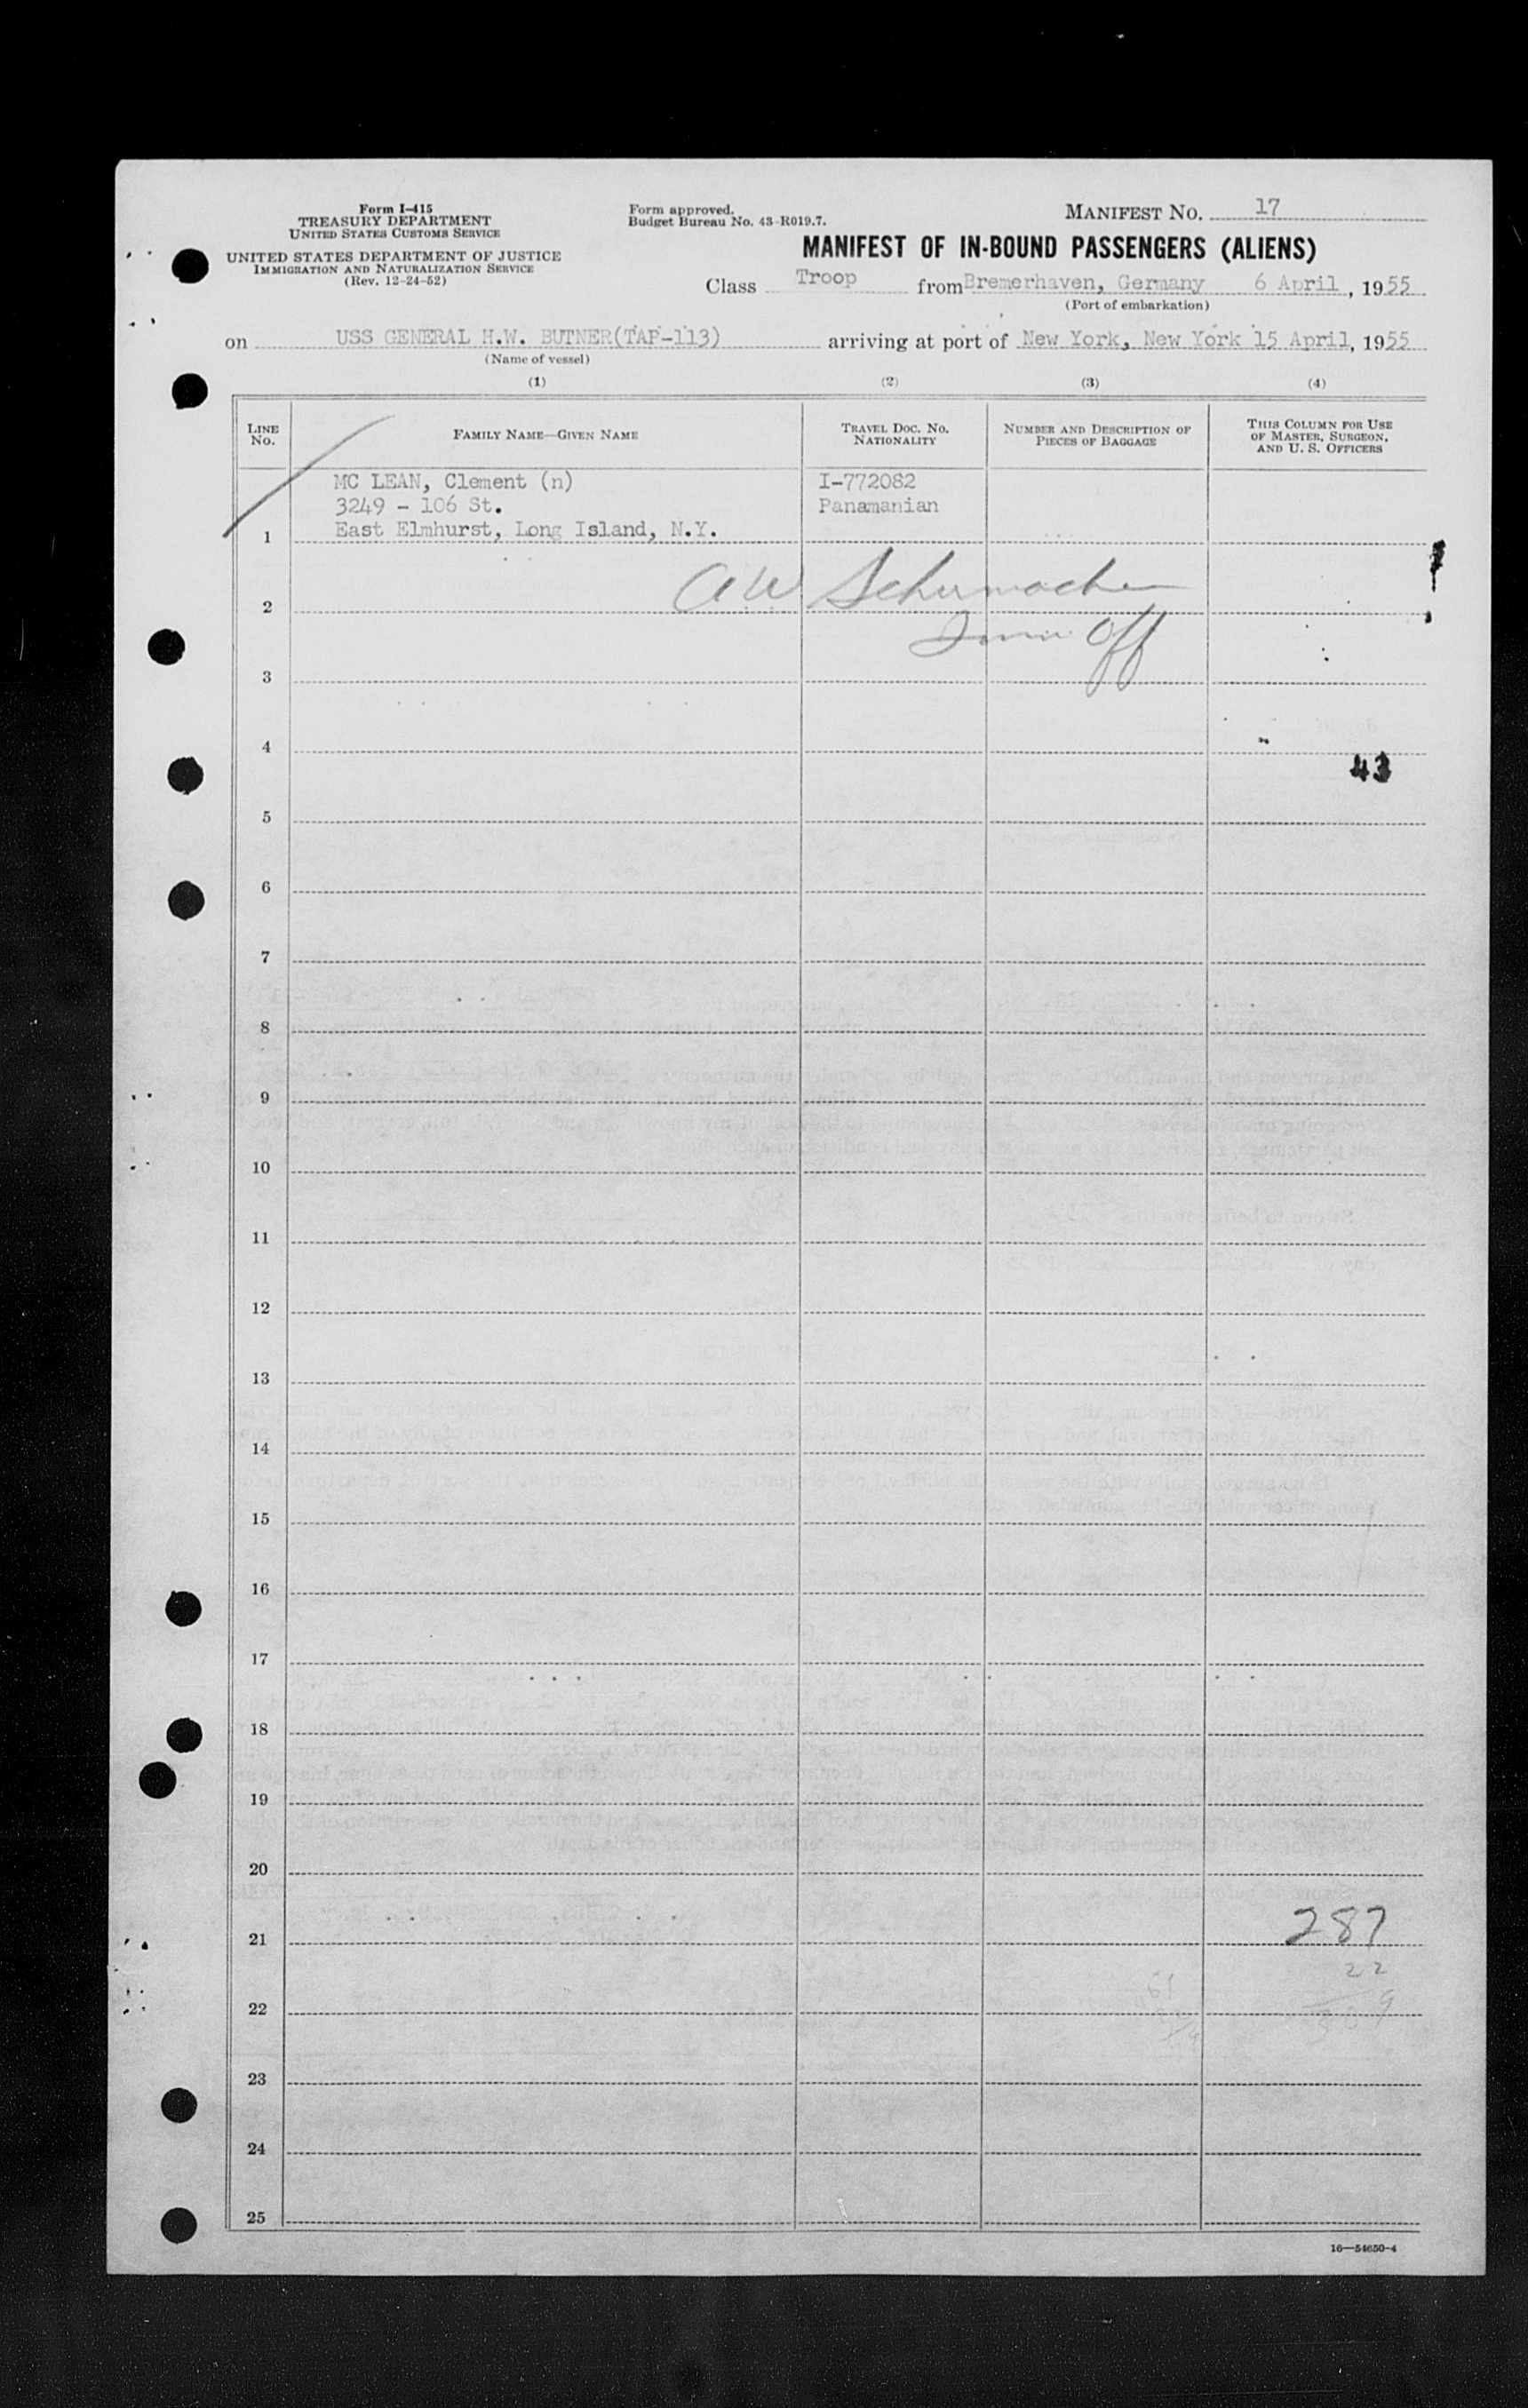 Form I-415
TREASURY DEPARTMENT
UNITED STATES CUSTOMS SERVICE
UNITED STATES DEPARTMENT OF JUSTICE
IMMIGRATION AND NATURALIZATION SERVICE
(Rev. 12-24-52)
Form approved.
Budget Bureau No. 43-R019.7.
MANIFEST NO. 17
MANIFEST OF IN-BOUND PASSENGERS (ALIENS)
Class Troop from Bremerhaven, Germany 6 April, 1955
(Port of embarkation)
on USS GENERAL H.W. BUTNER(TAP-113) arriving at port of New York, New York 15 April, 1955
(Name of vessel)
(1) (2) (3) (4)
LINE NO. FAMILY NAME—GIVEN NAME TRAVEL DOC. NO. NATIONALITY NUMBER AND DESCRIPTION OF PIECES OF BAGGAGE THIS COLUMN FOR USE OF MASTER, SURGEON, AND U. S. OFFICERS
MC LEAN, Clement (n) I-772082
3249 - 106 St. Panamanian
1 East Elmhurst, Long Island, N.Y.
AW Schumacher
2
Imm Off
3
4
43
5
6
7
8
9
10
11
12
13
14
15
16
17
18
19
20
287
21
22
61
22
23
24
25
16—54650-4